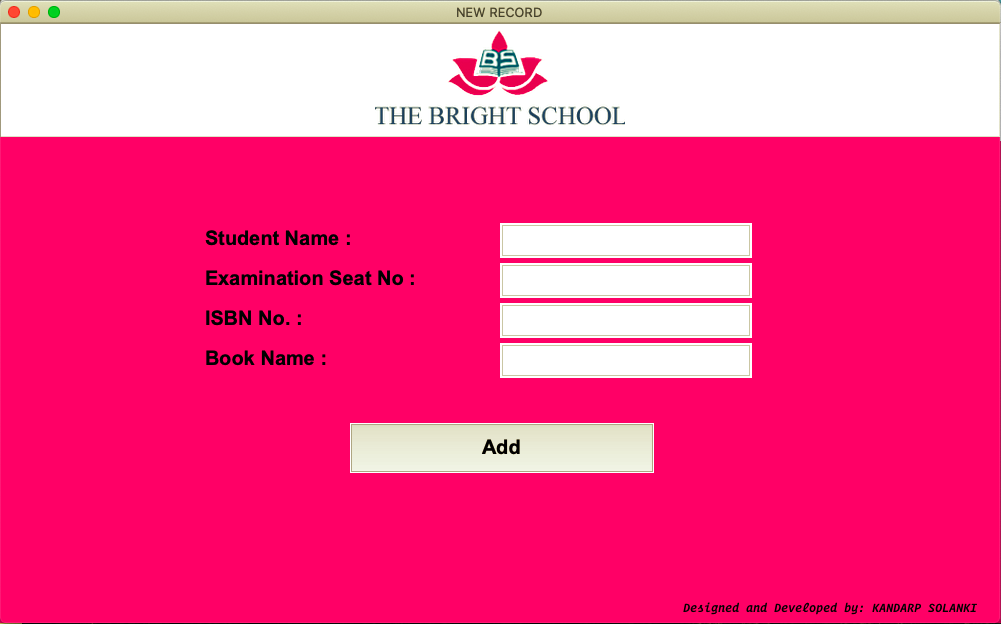 NEW RECORD
BS
THE BRIGHT SCHOOL
Student Name :
Examination Seat No :
ISBN No. :
Book Name :
Add
Designed and Developed by: KANDARP SOLANKI